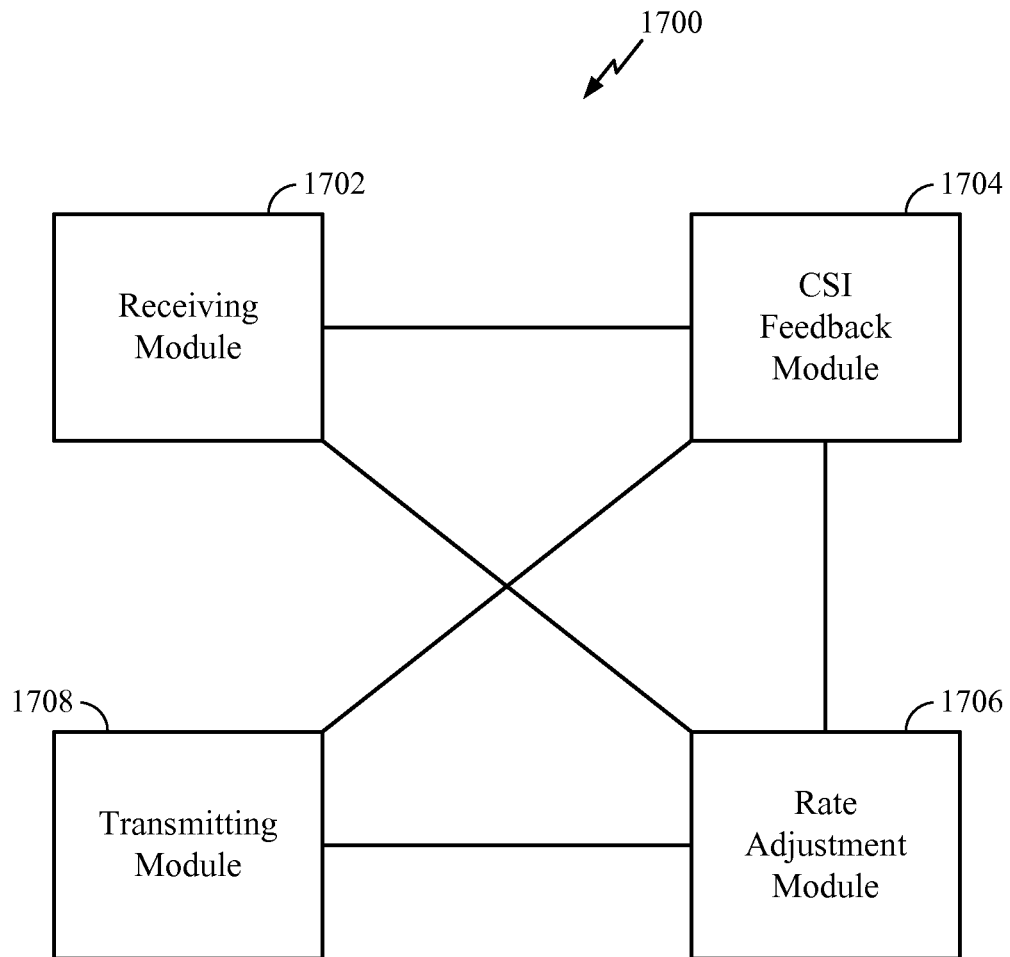 1700
1702
1704
Receiving
Module
CSI
Feedback
Module
1708
1706
Transmitting
Module
Rate
Adjustment
Module